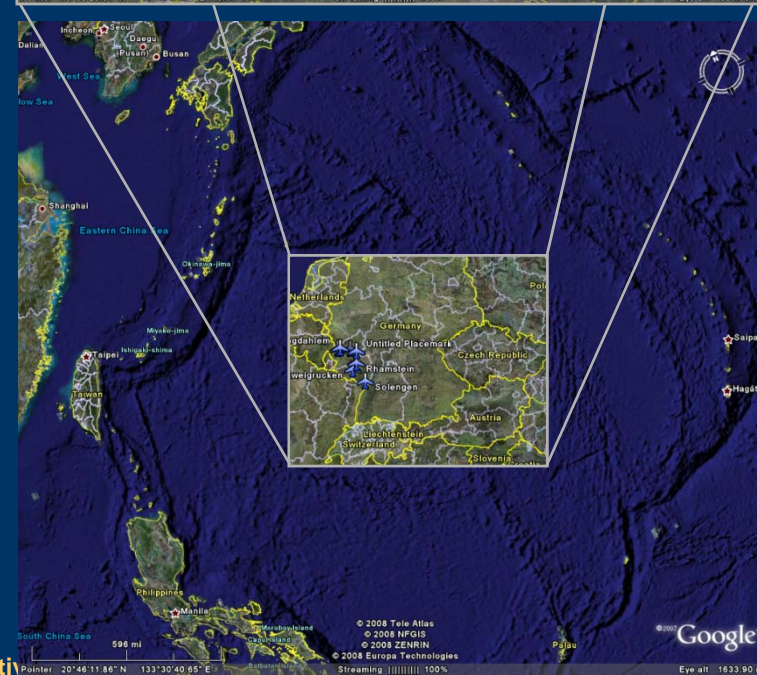 Incheon
Seoul
Daegu
(Pusan)
Busan
Dalian
West Sea
low Sea
Shanghai
Eastern China Sea
Okinawa-jima
Miyako-jima
Ishigaki-shima
Taipei
Taiwan
Netherlands
Pol
Germany
gdahlem
Untitled Placemark
Czech Republic
Rhamstein
weigrucken
Solengen
Austria
Liechtenstein
Switzerland
Slovenia
Saipa
Hagåt
Philippines
Manila
South China Sea
Palau
596 mi
© 2008 Tele Atlas
© 2008 NFGIS
© 2008 ZENRIN
© 2008 Europa Technologies
©2007 Google
Pointer 20°46'11.86" N 133°30'40.65" E
Streaming |||||||||| 100%
Eye alt 1633.90